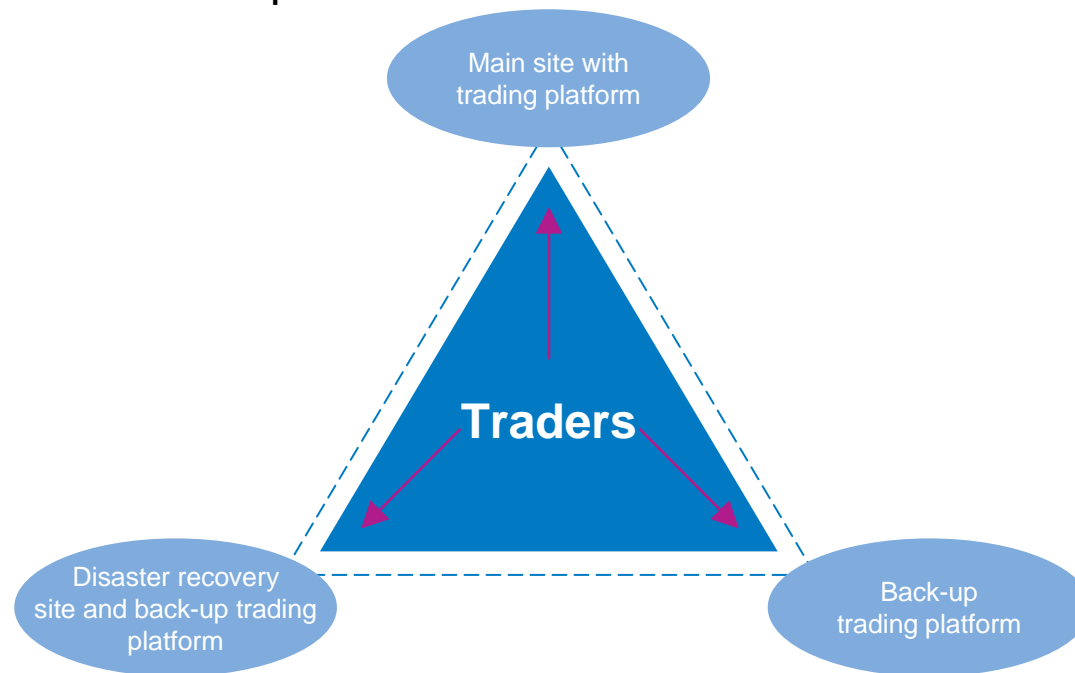 Main site with
trading platform
Traders
Disaster recovery
site and back-up trading
platform
Back-up
trading platform